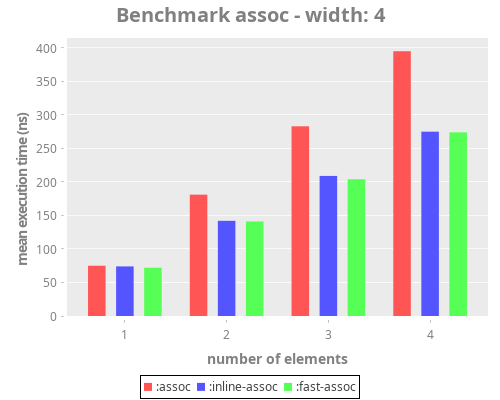 Benchmark assoc - width: 4
mean execution time (ns)
400
350
300
250
200
150
100
50
0
1 2 3 4
number of elements
:assoc :inline-assoc :fast-assoc